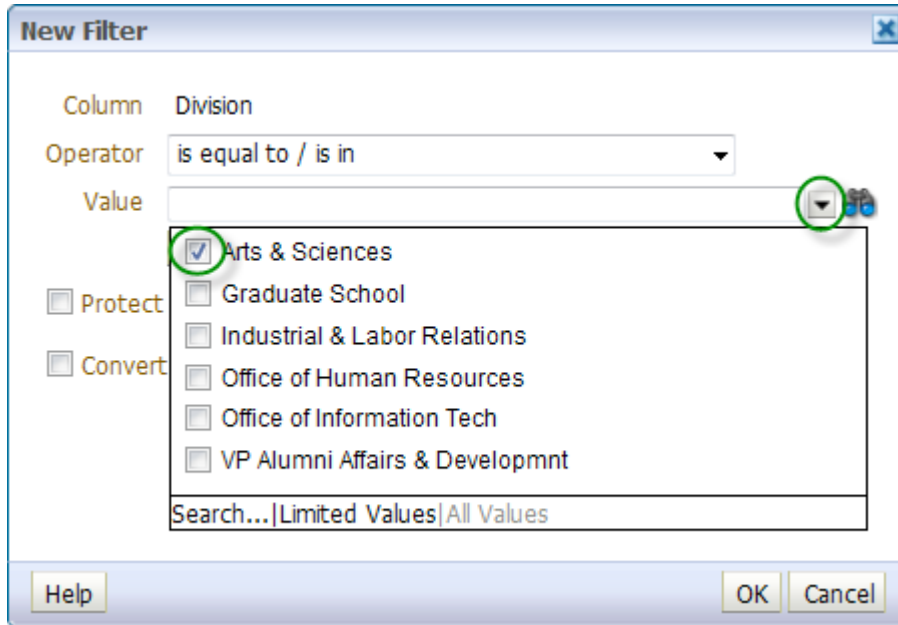 New Filter
Column Division
Operator is equal to / is in
Value
Arts & Sciences
Graduate School
Protect
Industrial & Labor Relations
Convert
Office of Human Resources
Office of Information Tech
VP Alumni Affairs & Developmnt
Search...|Limited Values|All Values
Help OK Cancel